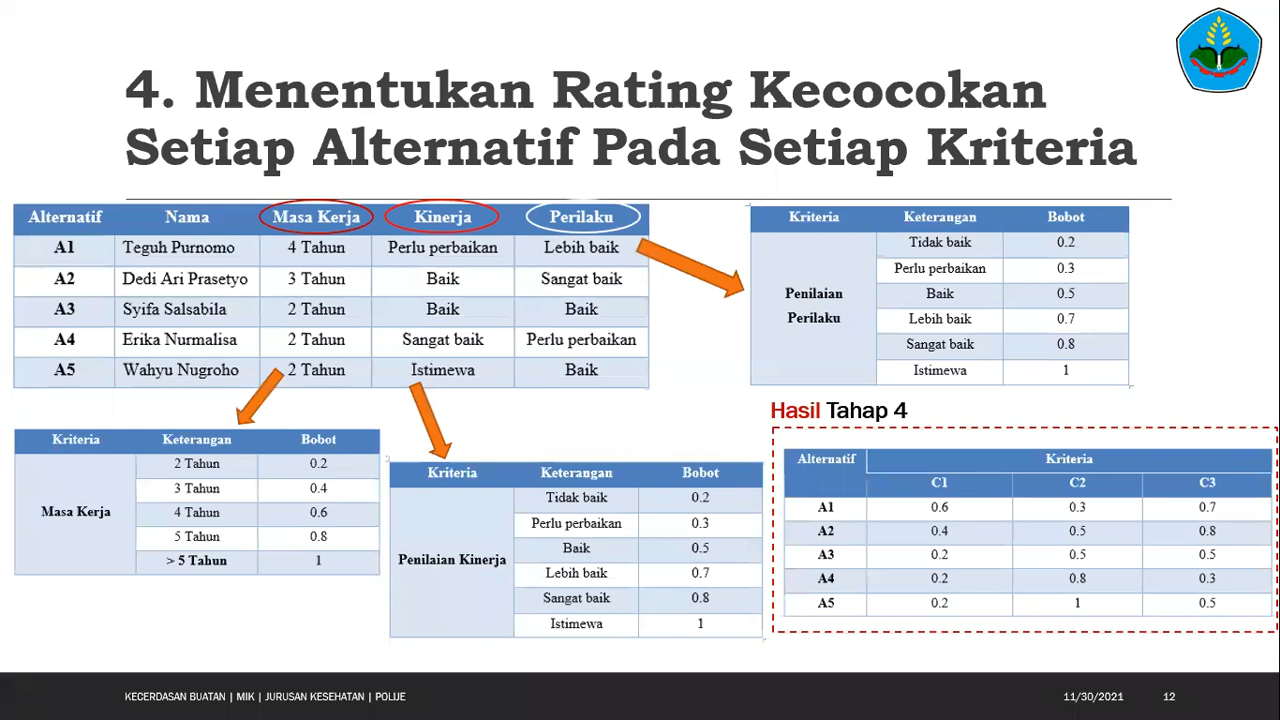 4. Menentukan Rating Kecocokan
Setiap Alternatif Pada Setiap Kriteria
Alternatif Nama Masa Kerja Kinerja Perilaku
A1 Teguh Purnomo 4 Tahun Perlu perbaikan Lebih baik
A2 Dedi Ari Prasetyo 3 Tahun Baik Sangat baik
A3 Syifa Salsabila 2 Tahun Baik Baik
A4 Erika Nurmalisa 2 Tahun Sangat baik Perlu perbaikan
A5 Wahyu Nugroho 2 Tahun Istimewa Baik
Kriteria Keterangan Bobot
Tidak baik 0.2
Perlu perbaikan 0.3
Penilaian
Baik 0.5
Perilaku
Lebih baik 0.7
Sangat baik 0.8
Istimewa 1
Kriteria Keterangan Bobot
2 Tahun 0.2
3 Tahun 0.4
Masa Kerja 4 Tahun 0.6
5 Tahun 0.8
> 5 Tahun 1
Kriteria Keterangan Bobot
Tidak baik 0.2
Perlu perbaikan 0.3
Penilaian Kinerja Baik 0.5
Lebih baik 0.7
Sangat baik 0.8
Istimewa 1
Hasil Tahap 4
Alternatif Kriteria
C1 C2 C3
A1 0.6 0.3 0.7
A2 0.4 0.5 0.8
A3 0.2 0.5 0.5
A4 0.2 0.8 0.3
A5 0.2 1 0.5
KECERDASAN BUATAN | MIK | JURUSAN KESEHATAN | POLIJE
11/30/2021 12